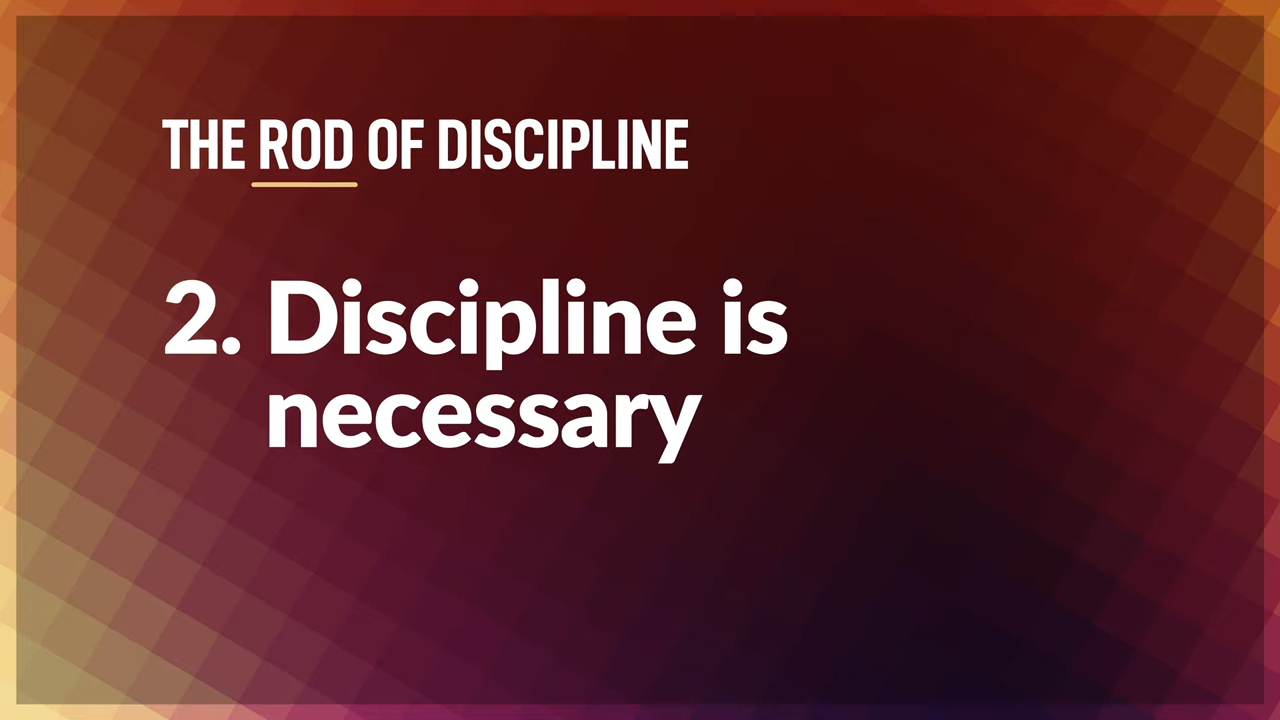 THE ROD OF DISCIPLINE
2. Discipline is
necessary